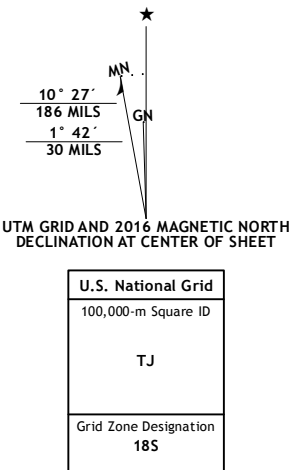 ★
MN
10° 27´
186 MILS
GN
1° 42´
30 MILS
UTM GRID AND 2016 MAGNETIC NORTH
DECLINATION AT CENTER OF SHEET
U.S. National Grid
100,000-m Square ID
TJ
Grid Zone Designation
18S